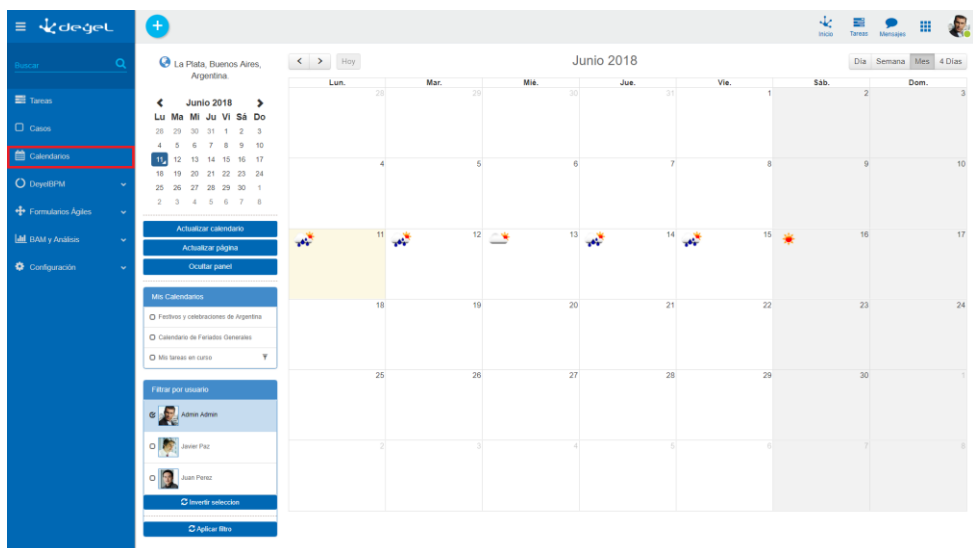 deyel
Inicio Tareas Mensajes
Buscar
Tareas
Casos
Calendarios
DeyelBPM
Formularios Ágiles
BAM y Análisis
Configuración
La Plata, Buenos Aires,
Argentina.
Junio 2018
Lu Ma Mi Ju Vi Sá Do
28 29 30 31 1 2 3
4 5 6 7 8 9 10
11 12 13 14 15 16 17
18 19 20 21 22 23 24
25 26 27 28 29 30 1
2 3 4 5 6 7 8
Actualizar calendario
Actualizar página
Ocultar panel
Mis Calendarios
Festivos y celebraciones de Argentina
Calendario de Feriados Generales
Mis tareas en curso
Filtrar por usuario
Admin Admin
Javier Paz
Juan Perez
Invertir seleccion
Aplicar filtro
Hoy
Junio 2018
Día Semana Mes 4 Días
Lun. Mar. Mié. Jue. Vie. Sáb. Dom.
28 29 30 31 1 2 3
4 5 6 7 8 9 10
11 12 13 14 15 16 17
18 19 20 21 22 23 24
25 26 27 28 29 30 1
2 3 4 5 6 7 8